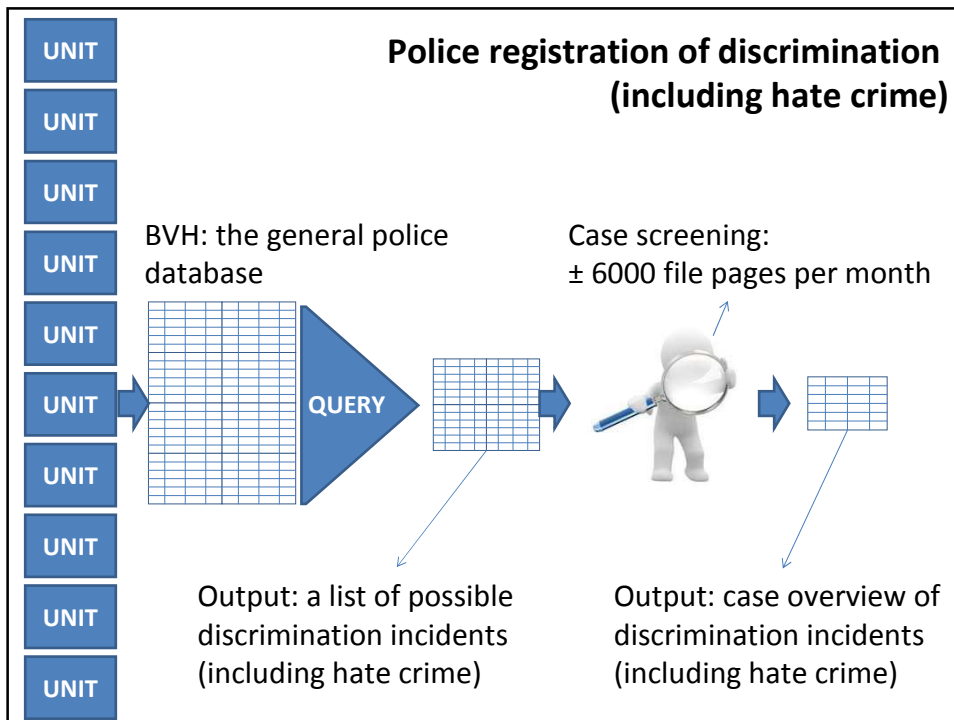 Police registration of discrimination
(including hate crime)
UNIT
UNIT
UNIT
UNIT
UNIT
UNIT
UNIT
UNIT
UNIT
UNIT
BVH: the general police
database
QUERY
Case screening:
± 6000 file pages per month
Output: a list of possible
discrimination incidents
(including hate crime)
Output: case overview of
discrimination incidents
(including hate crime)